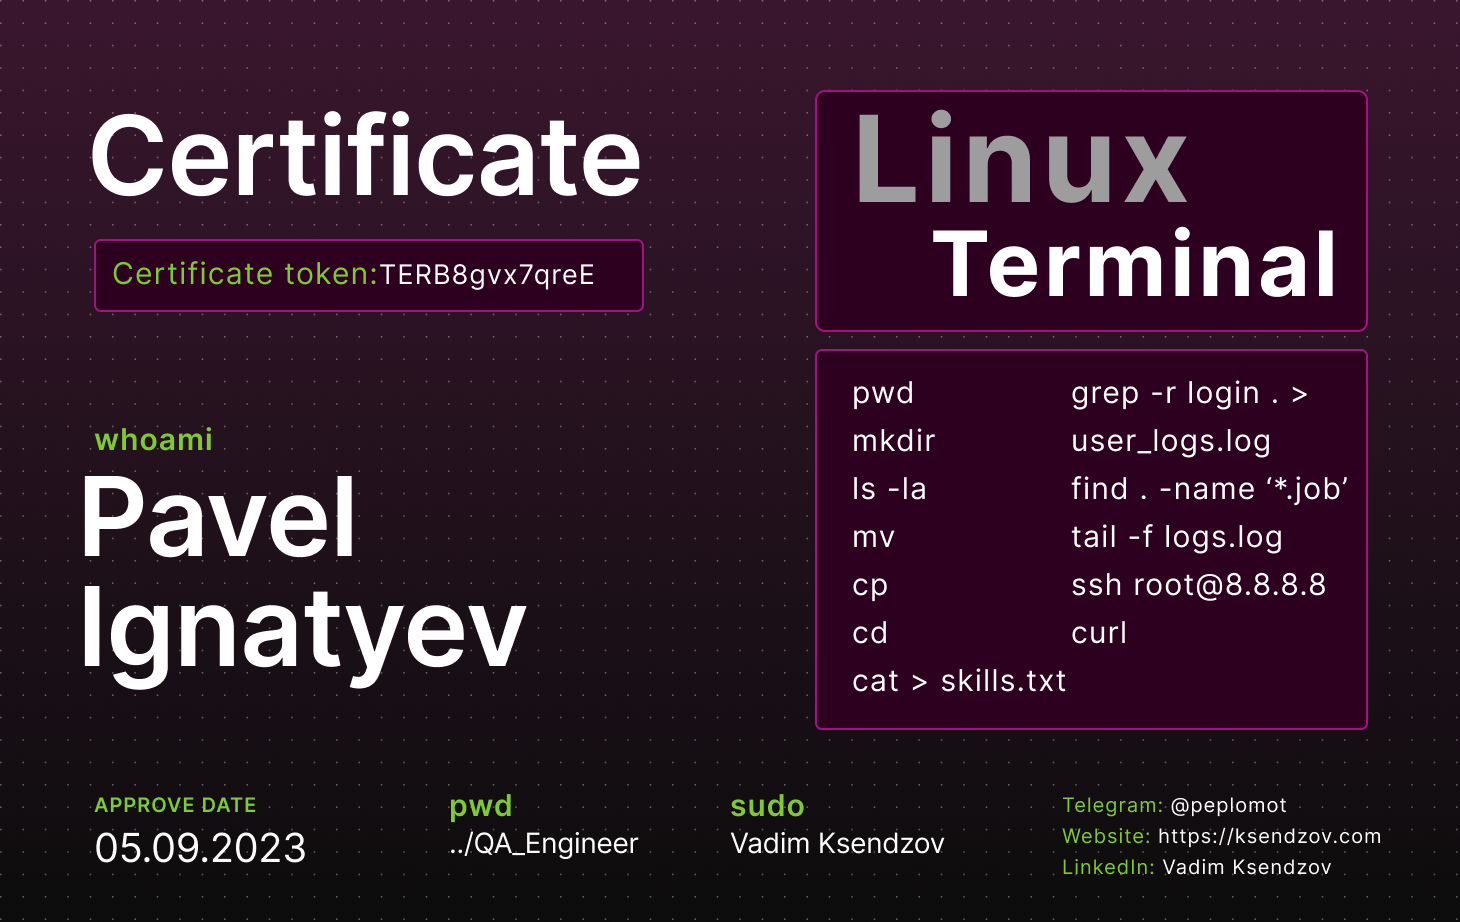 Certificate
Certificate token:TERB8gvx7qreE
Linux
Terminal
pwd
mkdir
ls -la
mv
cp
cd
cat > skills.txt
grep -r login . >
user_logs.log
find . -name ‘*.job’
tail -f logs.log
ssh root@8.8.8.8
curl
whoami
Pavel
Ignatyev
APPROVE DATE
05.09.2023
pwd
../QA_Engineer
sudo
Vadim Ksendzov
Telegram: @peplomot
Website: https://ksendzov.com
LinkedIn: Vadim Ksendzov